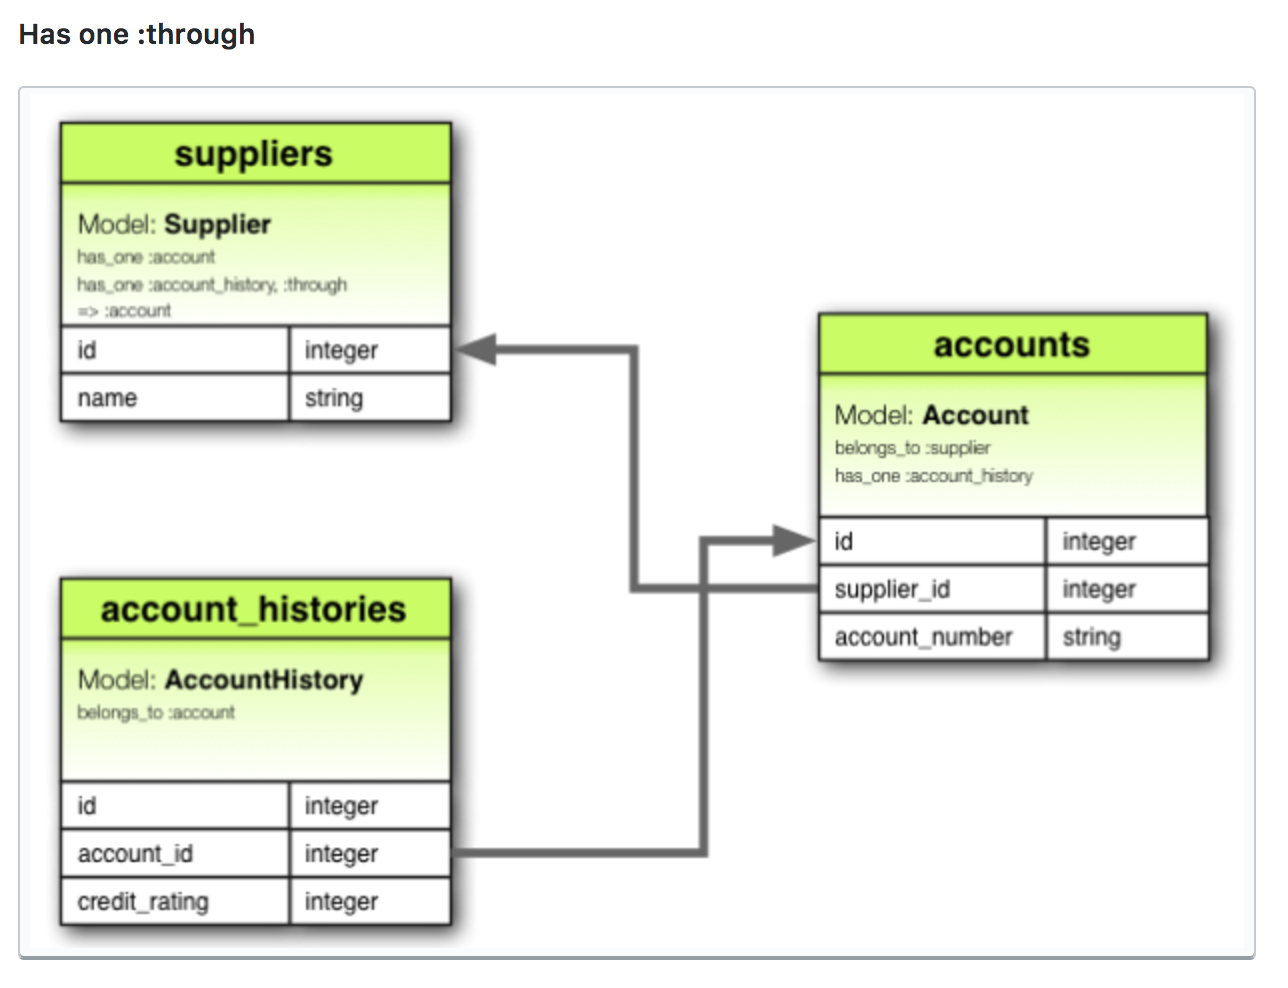 Has one :through
suppliers
Model: Supplier
has_one :account
has_one :account_history, :through
=> :account
id integer
name string
accounts
Model: Account
belongs_to :supplier
has_one :account_history
id integer
supplier_id integer
account_number string
account_histories
Model: AccountHistory
belongs_to :account
id integer
account_id integer
credit_rating integer